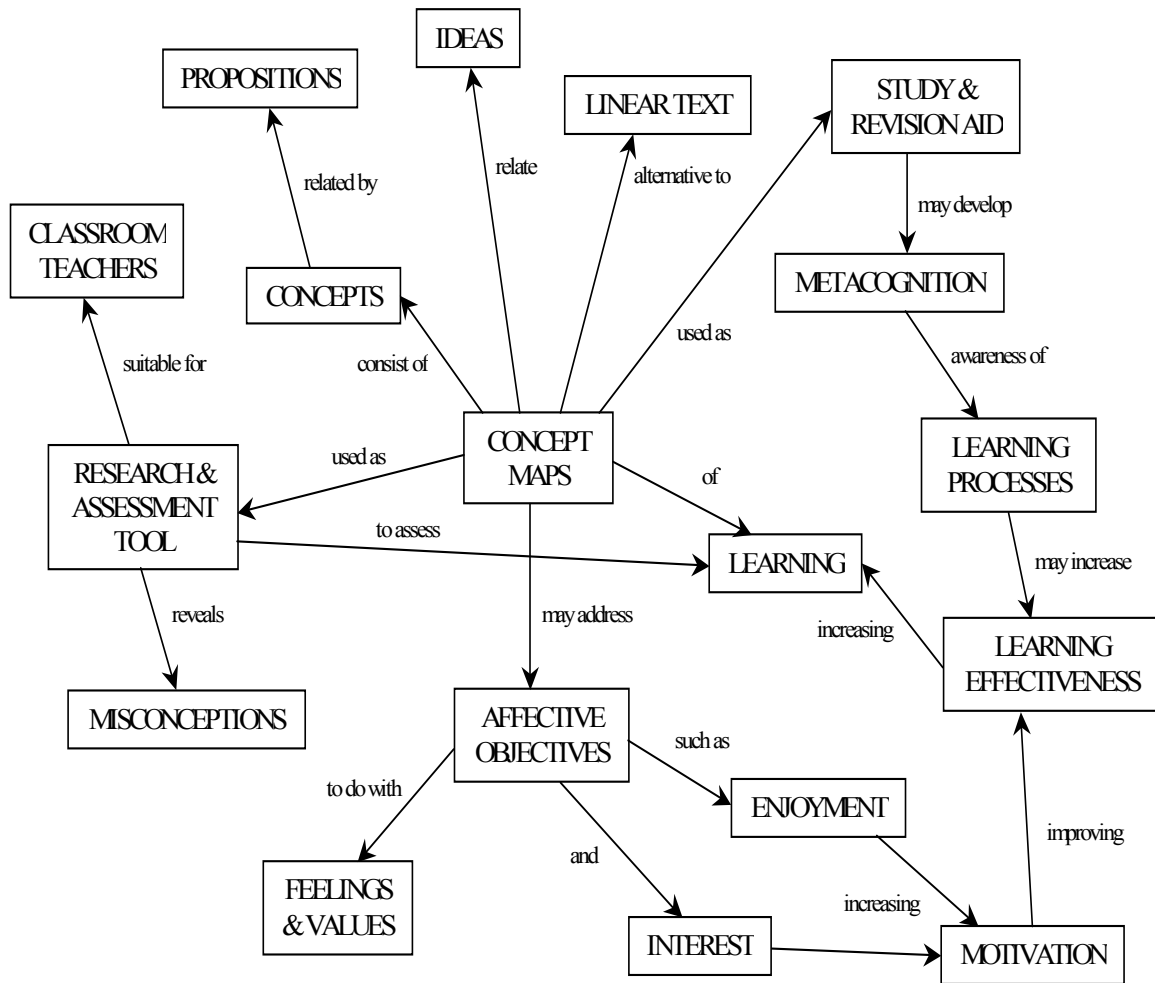 IDEAS
PROPOSITIONS
LINEAR TEXT
STUDY &
REVISION AID
relate
alternative to
related by
may develop
CLASSROOM
TEACHERS
CONCEPTS
METACOGNITION
used as
suitable for
consist of
awareness of
CONCEPT
MAPS
LEARNING
PROCESSES
used as
of
RESEARCH &
ASSESSMENT
TOOL
to assess
LEARNING
may increase
reveals
may address
increasing
LEARNING
EFFECTIVENESS
MISCONCEPTIONS
AFFECTIVE
OBJECTIVES
such as
to do with
ENJOYMENT
improving
and
FEELINGS
& VALUES
increasing
INTEREST
MOTIVATION